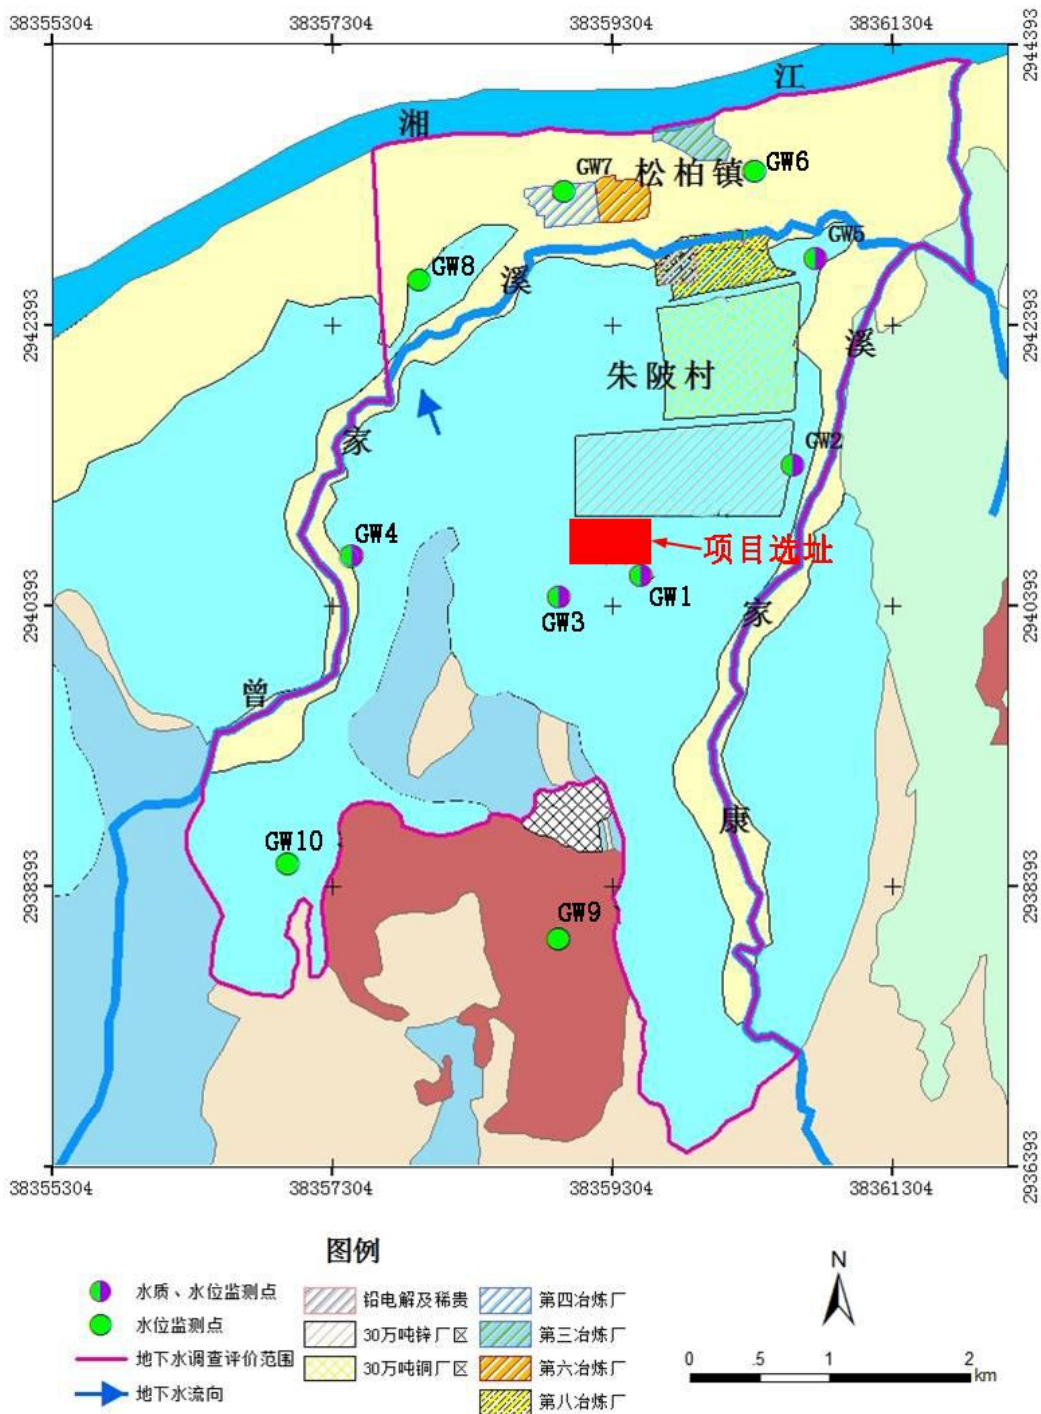 38355304 38357304 38359304 38361304
2944393
江
湘
GW6
GW7
松柏镇
GW5
溪
GW8
2942393 2942393
溪
朱陂村
家
GW2
GW4
项目选址
GW1
GW3
2940393 2940393
家
曾
康
GW10
2938393 2938393
GW9
2936393
38355304 38357304 38359304 38361304
图例
水质、水位监测点 铅电解及稀贵 第四冶炼厂
水位监测点 30万吨锌厂区 第三冶炼厂
地下水调查评价范围 30万吨铜厂区 第六冶炼厂
地下水流向 第八冶炼厂
N
0 .5 1 2
km